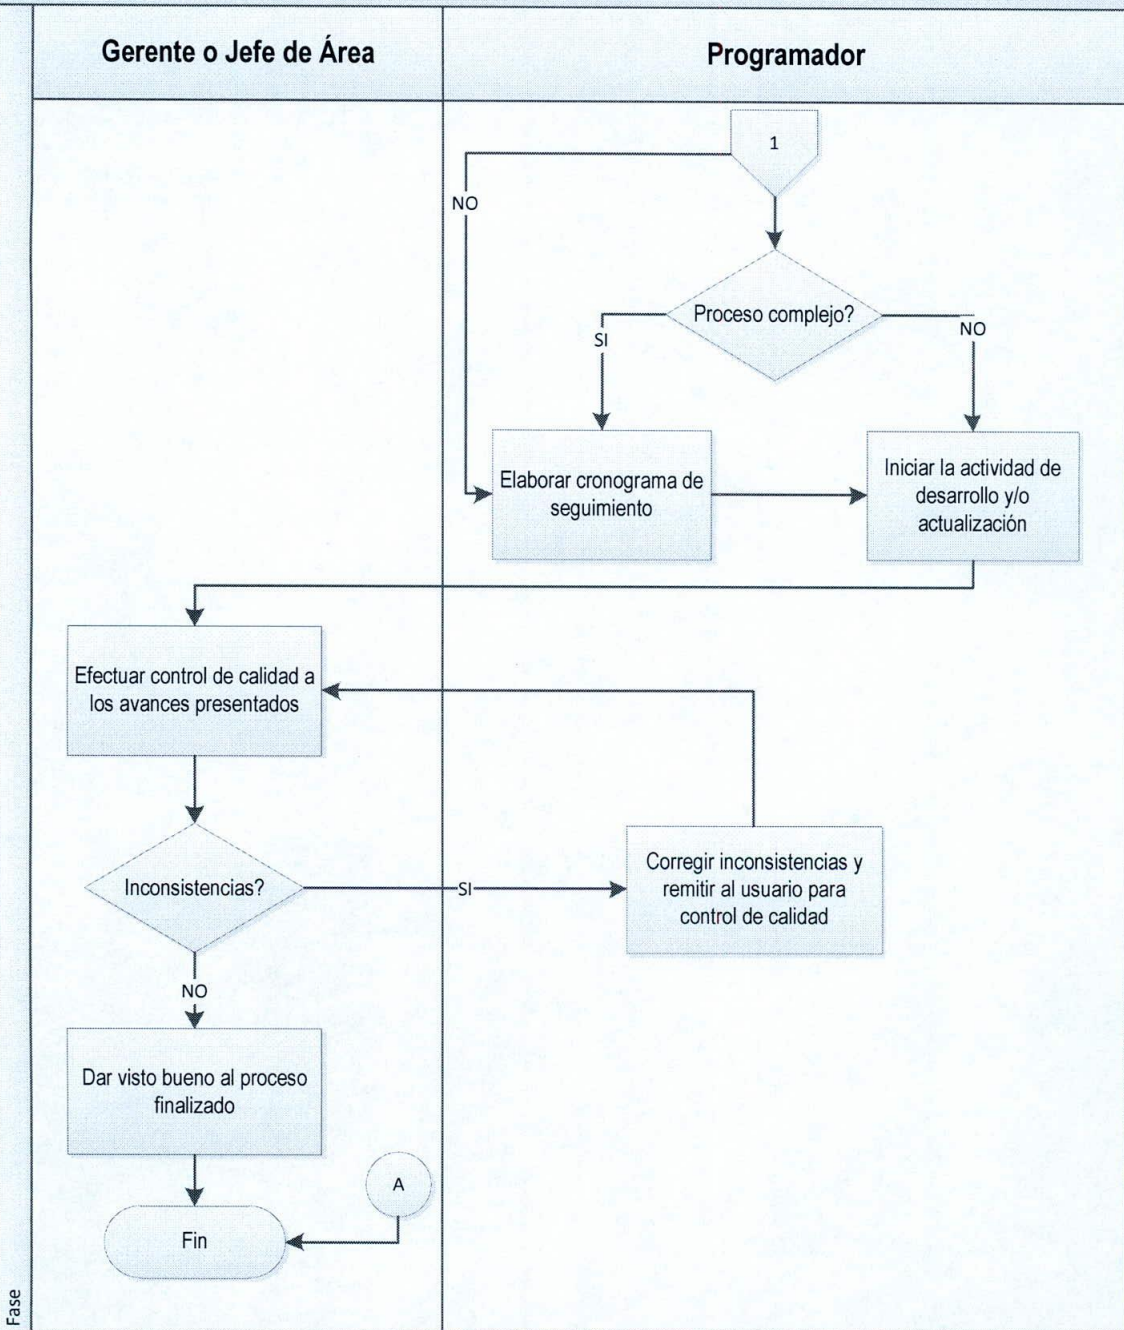 Gerente o Jefe de Área
Programador
1
NO
Proceso complejo?
SI
NO
Elaborar cronograma de
seguimiento
Iniciar la actividad de
desarrollo y/o
actualización
Efectuar control de calidad a
los avances presentados
Inconsistencias?
SI
Corregir inconsistencias y
remitir al usuario para
control de calidad
NO
Dar visto bueno al proceso
finalizado
A
Fin
Fase